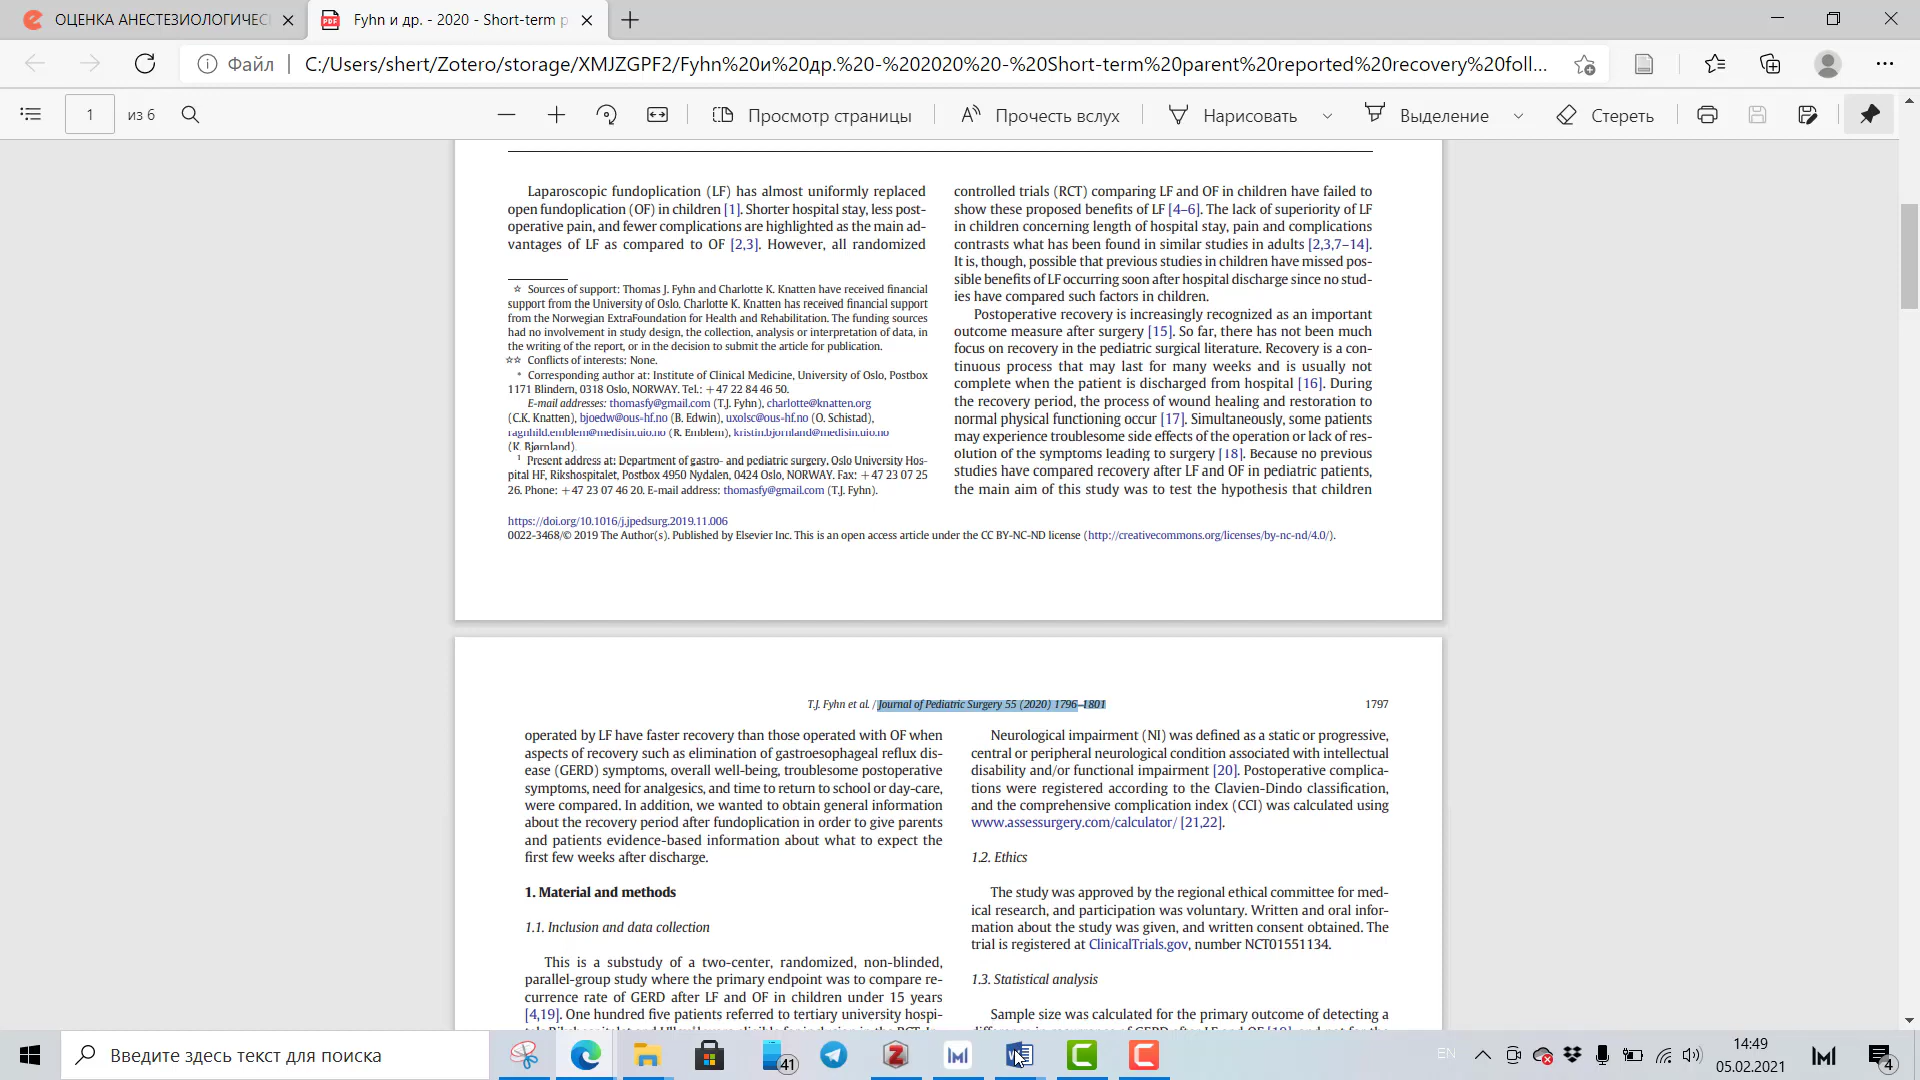 ОЦЕНКА АНЕСТЕЗИОЛОГИЧЕС
Fyhn и др. - 2020 - Short-term p
Файл
C:/Users/shert/Zotero/storage/XMJZGPF2/Fyhn%20и%20др.%20-%202020%20-%20Short-term%20parent%20reported%20recovery%20foll...
1
из 6
Просмотр страницы
Прочесть вслух
Нарисовать
Выделение
Стереть
Laparoscopic fundoplication (LF) has almost uniformly replaced
open fundoplication (OF) in children [1]. Shorter hospital stay, less post-
operative pain, and fewer complications are highlighted as the main ad-
vantages of LF as compared to OF [2,3]. However, all randomized
☆ Sources of support: Thomas J. Fyhn and Charlotte K. Knatten have received financial
support from the University of Oslo. Charlotte K. Knatten has received financial support
from the Norwegian ExtraFoundation for Health and Rehabilitation. The funding sources
had no involvement in study design, the collection, analysis or interpretation of data, in
the writing of the report, or in the decision to submit the article for publication.
☆☆ Conflicts of interests: None.
* Corresponding author at: Institute of Clinical Medicine, University of Oslo, Postbox
1171 Blindern, 0318 Oslo, NORWAY. Tel.: +47 22 84 46 50.
E-mail addresses: thomasfy@gmail.com (T.J. Fyhn), charlotte@knatten.org
(C.K. Knatten), bjoedw@ous-hf.no (B. Edwin), uxolsc@ous-hf.no (O. Schistad),
ragnhild.emblem@medisin.uio.no (R. Emblem), kristin.bjornland@medisin.uio.no
(K. Bjørnland).
1 Present address at: Department of gastro- and pediatric surgery, Oslo University Hos-
pital HF, Rikshospitalet, Postbox 4950 Nydalen, 0424 Oslo, NORWAY. Fax: +47 23 07 25
26. Phone: +47 23 07 46 20. E-mail address: thomasfy@gmail.com (T.J. Fyhn).
controlled trials (RCT) comparing LF and OF in children have failed to
show these proposed benefits of LF [4–6]. The lack of superiority of LF
in children concerning length of hospital stay, pain and complications
contrasts what has been found in similar studies in adults [2,3,7–14].
It is, though, possible that previous studies in children have missed pos-
sible benefits of LF occurring soon after hospital discharge since no stud-
ies have compared such factors in children.
Postoperative recovery is increasingly recognized as an important
outcome measure after surgery [15]. So far, there has not been much
focus on recovery in the pediatric surgical literature. Recovery is a con-
tinuous process that may last for many weeks and is usually not
complete when the patient is discharged from hospital [16]. During
the recovery period, the process of wound healing and restoration to
normal physical functioning occur [17]. Simultaneously, some patients
may experience troublesome side effects of the operation or lack of res-
olution of the symptoms leading to surgery [18]. Because no previous
studies have compared recovery after LF and OF in pediatric patients,
the main aim of this study was to test the hypothesis that children
https://doi.org/10.1016/j.jpedsurg.2019.11.006
0022-3468/© 2019 The Author(s). Published by Elsevier Inc. This is an open access article under the CC BY-NC-ND license (http://creativecommons.org/licenses/by-nc-nd/4.0/).
T.J. Fyhn et al. / Journal of Pediatric Surgery 55 (2020) 1796–1801
1797
operated by LF have faster recovery than those operated with OF when
aspects of recovery such as elimination of gastroesophageal reflux dis-
ease (GERD) symptoms, overall well-being, troublesome postoperative
symptoms, need for analgesics, and time to return to school or day-care,
were compared. In addition, we wanted to obtain general information
about the recovery period after fundoplication in order to give parents
and patients evidence-based information about what to expect the
first few weeks after discharge.
1. Material and methods
1.1. Inclusion and data collection
This is a substudy of a two-center, randomized, non-blinded,
parallel-group study where the primary endpoint was to compare re-
currence rate of GERD after LF and OF in children under 15 years
[4,19]. One hundred five patients referred to tertiary university hospi-
Neurological impairment (NI) was defined as a static or progressive,
central or peripheral neurological condition associated with intellectual
disability and/or functional impairment [20]. Postoperative complica-
tions were registered according to the Clavien-Dindo classification,
and the comprehensive complication index (CCI) was calculated using
www.assessurgery.com/calculator/ [21,22].
1.2. Ethics
The study was approved by the regional ethical committee for med-
ical research, and participation was voluntary. Written and oral infor-
mation about the study was given, and written consent obtained. The
trial is registered at ClinicalTrials.gov, number NCT01551134.
1.3. Statistical analysis
Sample size was calculated for the primary outcome of detecting a
Введите здесь текст для поиска
41
EN
14:49
05.02.2021
4